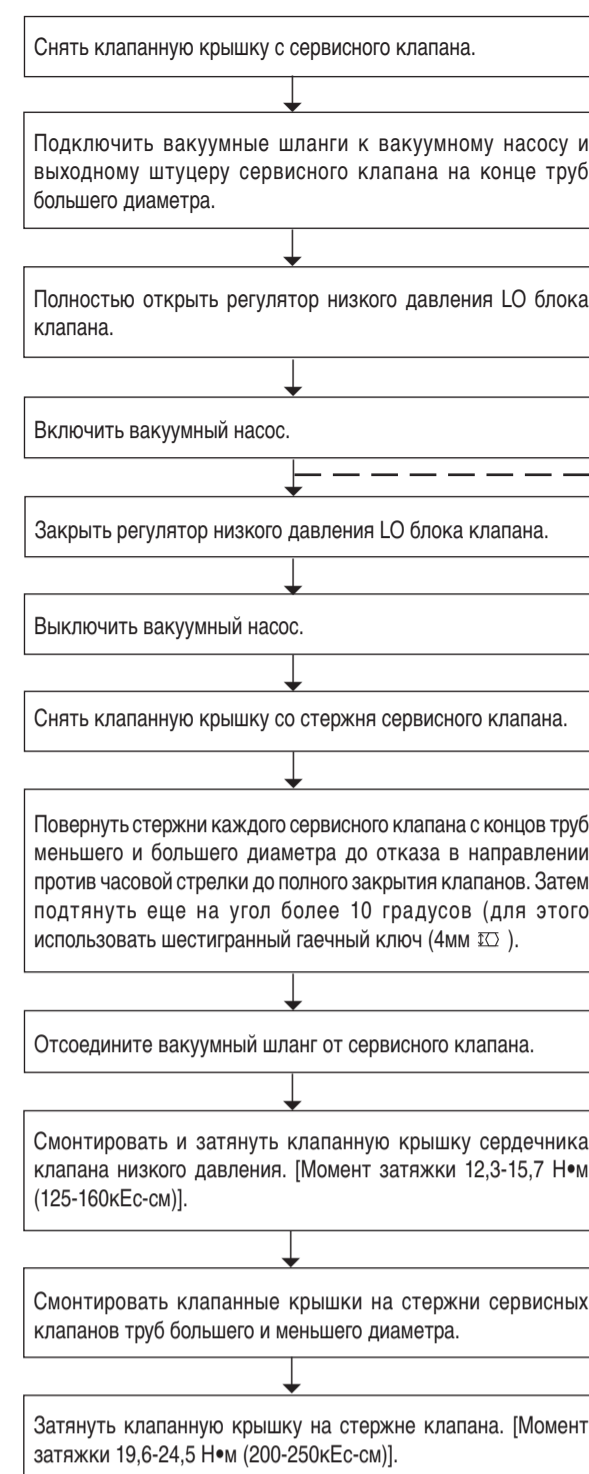 Снять клапанную крышку с сервисного клапана.
Подключить вакуумные шланги к вакуумному насосу и
выходному штуцеру сервисного клапана на конце труб
большего диаметра.
Полностью открыть регулятор низкого давления LO блока
клапана.
Включить вакуумный насос.
Закрыть регулятор низкого давления LO блока клапана.
Выключить вакуумный насос.
Снять клапанную крышку со стержня сервисного клапана.
Повернуть стержни каждого сервисного клапана с концов труб
меньшего и большего диаметра до отказа в направлении
против часовой стрелки до полного закрытия клапанов. Затем
подтянуть еще на угол более 10 градусов (для этого
использовать шестигранный гаечный ключ (4мм ).
Отсоедините вакуумный шланг от сервисного клапана.
Смонтировать и затянуть клапанную крышку сердечника
клапана низкого давления. [Момент затяжки 12,3-15,7 Н•м
(125-160кЕс-см)].
Смонтировать клапанные крышки на стержни сервисных
клапанов труб большего и меньшего диаметра.
Затянуть клапанную крышку на стержне клапана. [Момент
затяжки 19,6-24,5 Н•м (200-250кЕс-см)].